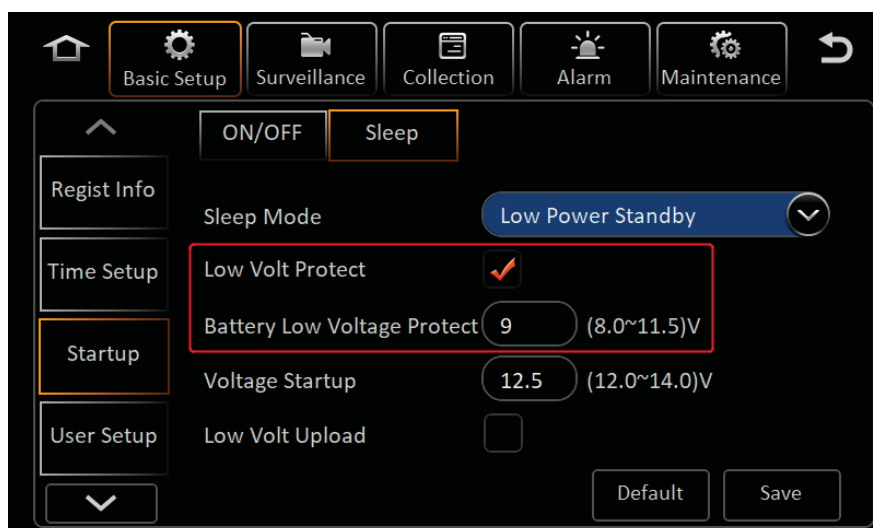 Basic Setup Surveillance Collection Alarm Maintenance
ON/OFF Sleep
Regist Info
Sleep Mode Low Power Standby
Time Setup Low Volt Protect
Battery Low Voltage Protect 9 (8.0~11.5)V
Startup
Voltage Startup 12.5 (12.0~14.0)V
User Setup Low Volt Upload
Default Save